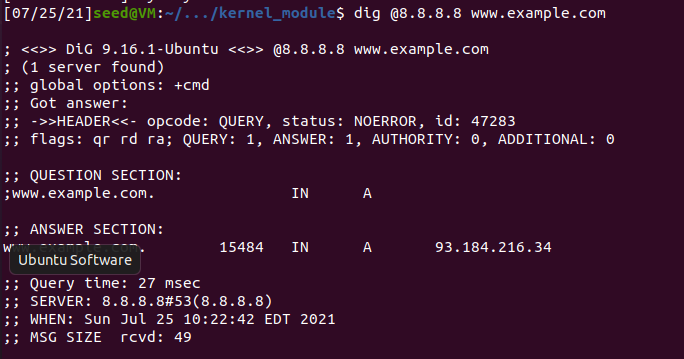 [07/25/21]seed@VM:~/.../kernel_module$ dig @8.8.8.8 www.example.com
; <<>> DiG 9.16.1-Ubuntu <<>> @8.8.8.8 www.example.com
; (1 server found)
;; global options: +cmd
;; Got answer:
;; ->>HEADER<<- opcode: QUERY, status: NOERROR, id: 47283
;; flags: qr rd ra; QUERY: 1, ANSWER: 1, AUTHORITY: 0, ADDITIONAL: 0
;; QUESTION SECTION:
;www.example.com. IN A
;; ANSWER SECTION:
www.example.com. 15484 IN A 93.184.216.34
Ubuntu Software
;; Query time: 27 msec
;; SERVER: 8.8.8.8#53(8.8.8.8)
;; WHEN: Sun Jul 25 10:22:42 EDT 2021
;; MSG SIZE rcvd: 49